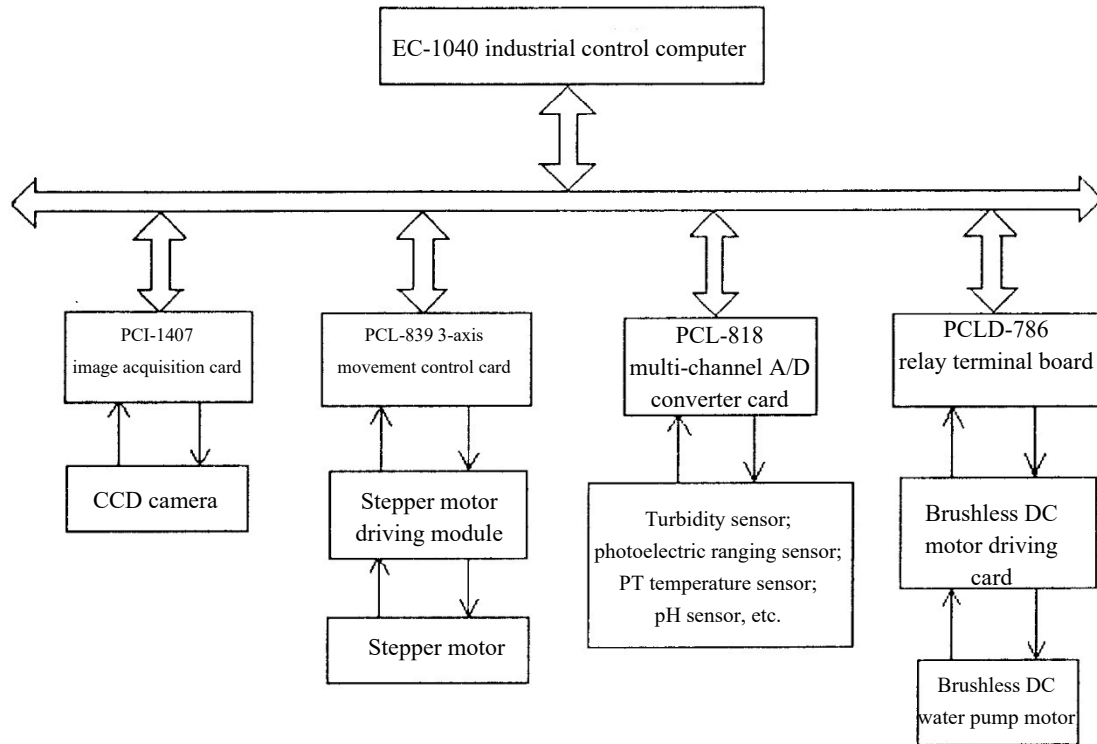 EC-1040 industrial control computer
PCI-1407
image acquisition card
PCL-839 3-axis
movement control card
PCL-818
multi-channel A/D
converter card
PCLD-786
relay terminal board
CCD camera
Stepper motor
driving module
Stepper motor
Turbidity sensor;
photoelectric ranging sensor;
PT temperature sensor;
pH sensor, etc.
Brushless DC
motor driving
card
Brushless DC
water pump motor